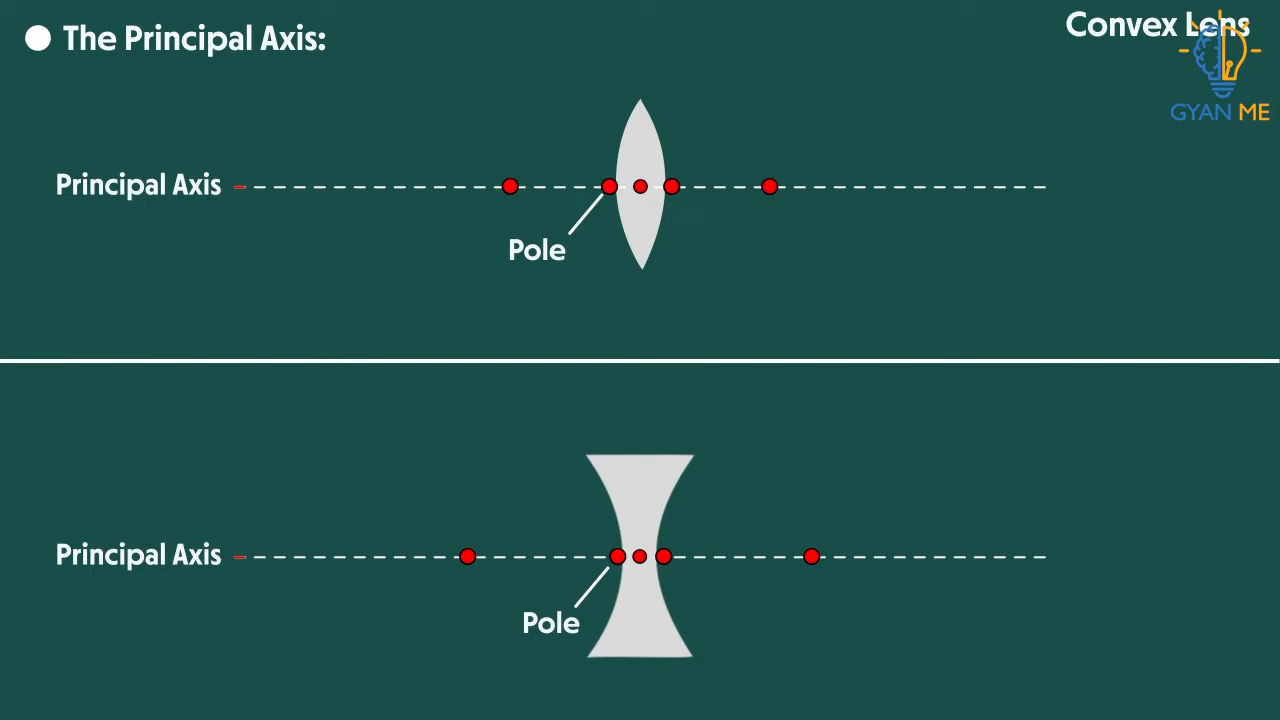 The Principal Axis:
Convex Lens
GYAN ME
Principal Axis
Pole
Principal Axis
Pole